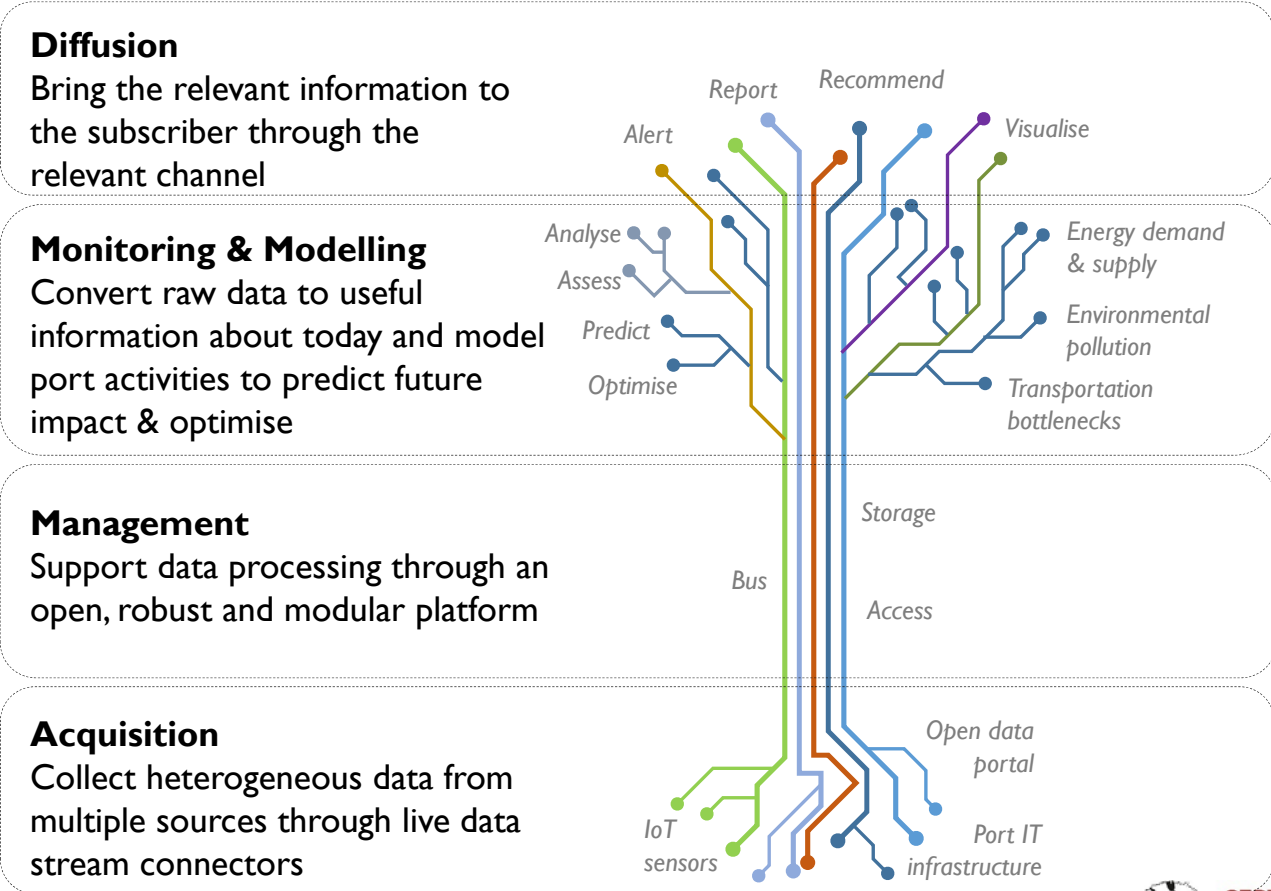 Diffusion
Bring the relevant information to
the subscriber through the
relevant channel
Alert
Report
Recommend
Visualise
Monitoring & Modelling
Convert raw data to useful
information about today and model
port activities to predict future
impact & optimise
Analyse
Assess
Predict
Optimise
Energy demand
& supply
Environmental
pollution
Transportation
bottlenecks
Management
Support data processing through an
open, robust and modular platform
Bus
Storage
Access
Acquisition
Collect heterogeneous data from
multiple sources through live data
stream connectors
IoT
sensors
Open data
portal
Port IT
infrastructure